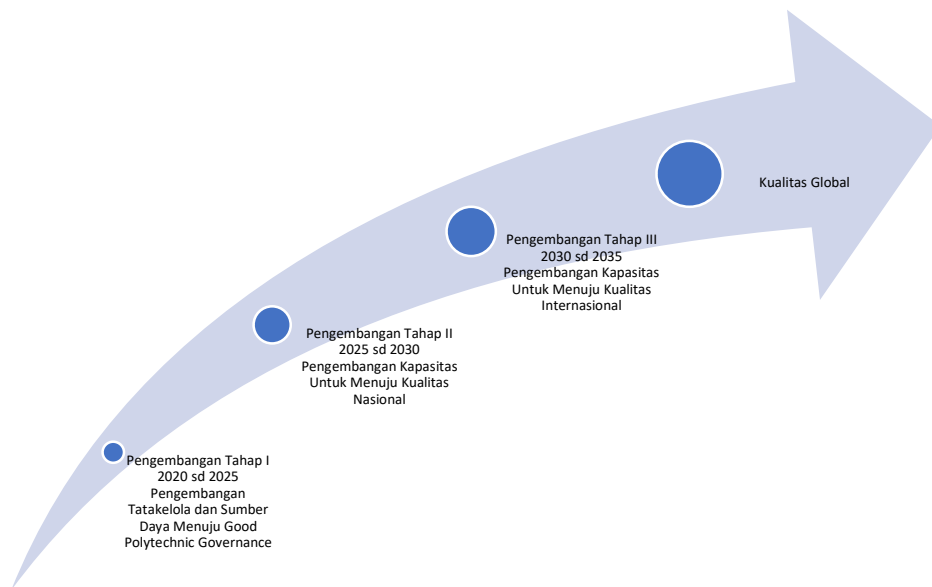 Kualitas Global
Pengembangan Tahap III
2030 sd 2035
Pengembangan Kapasitas
Untuk Menuju Kualitas
Internasional
Pengembangan Tahap II
2025 sd 2030
Pengembangan Kapasitas
Untuk Menuju Kualitas
Nasional
Pengembangan Tahap I
2020 sd 2025
Pengembangan
Tatakelola dan Sumber
Daya Menuju Good
Polytechnic Governance